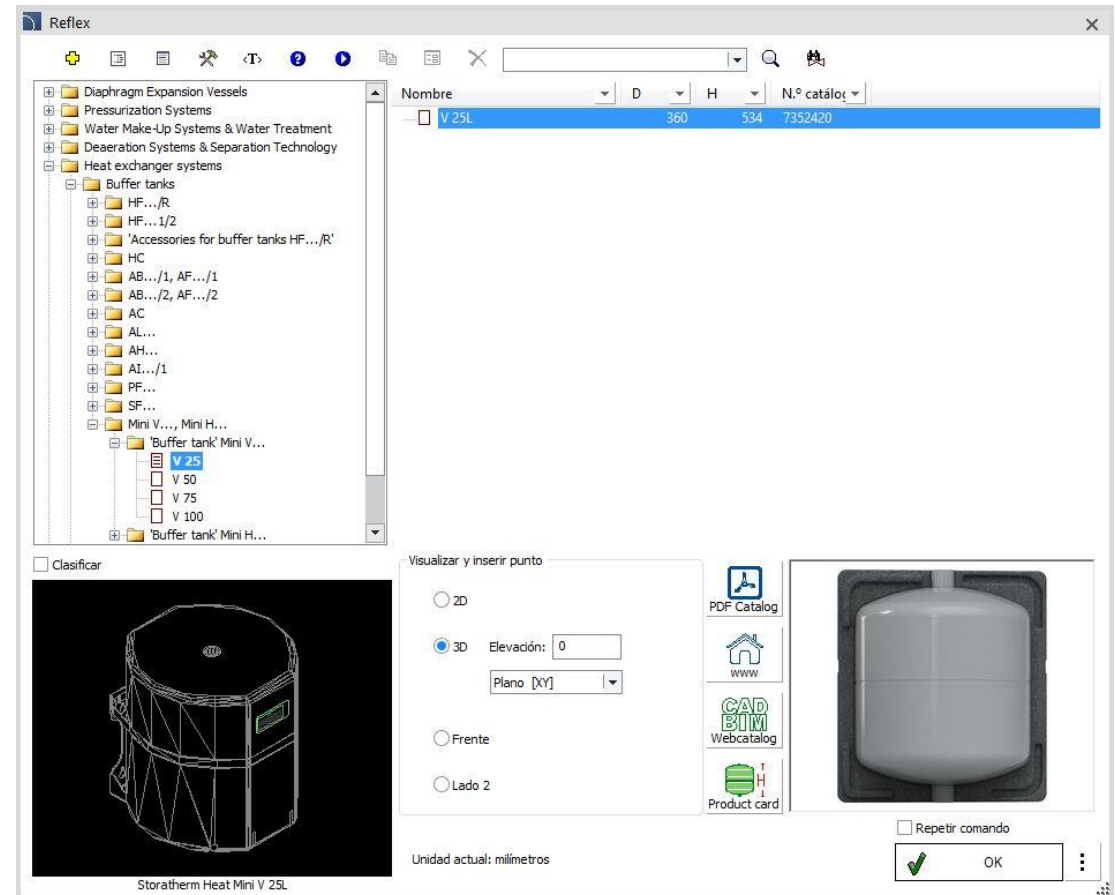 Reflex
<T>
Diaphragm Expansion Vessels
Pressurization Systems
Water Make-Up Systems & Water Treatment
Deaeration Systems & Separation Technology
Heat exchanger systems
Buffer tanks
HF.../R
HF...1/2
'Accessories for buffer tanks HF.../R'
HC
AB.../1, AF.../1
AB.../2, AF.../2
AC
AL...
AH...
AI.../1
PF...
SF...
Mini V..., Mini H...
'Buffer tank' Mini V...
V 25
V 50
V 75
V 100
'Buffer tank' Mini H...
Nombre D H N.º catálog
V 25L 360 534 7352420
Clasificar
Storatherm Heat Mini V 25L
Visualizar y inserir punto
2D
3D Elevación: 0
Plano [XY]
Frente
Lado 2
Unidad actual: milímetros
PDF Catalog
www
CAD
BIM
Webcatalog
H
Product card
Repetir comando
OK